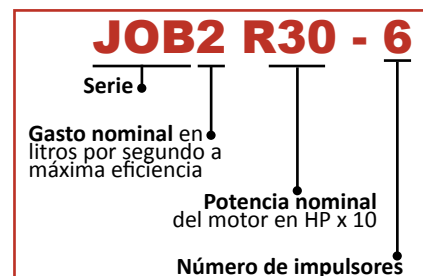 JOB2 R30 - 6
Serie
Gasto nominal en
litros por segundo a
máxima eficiencia
Potencia nominal
del motor en HP x 10
Número de impulsores